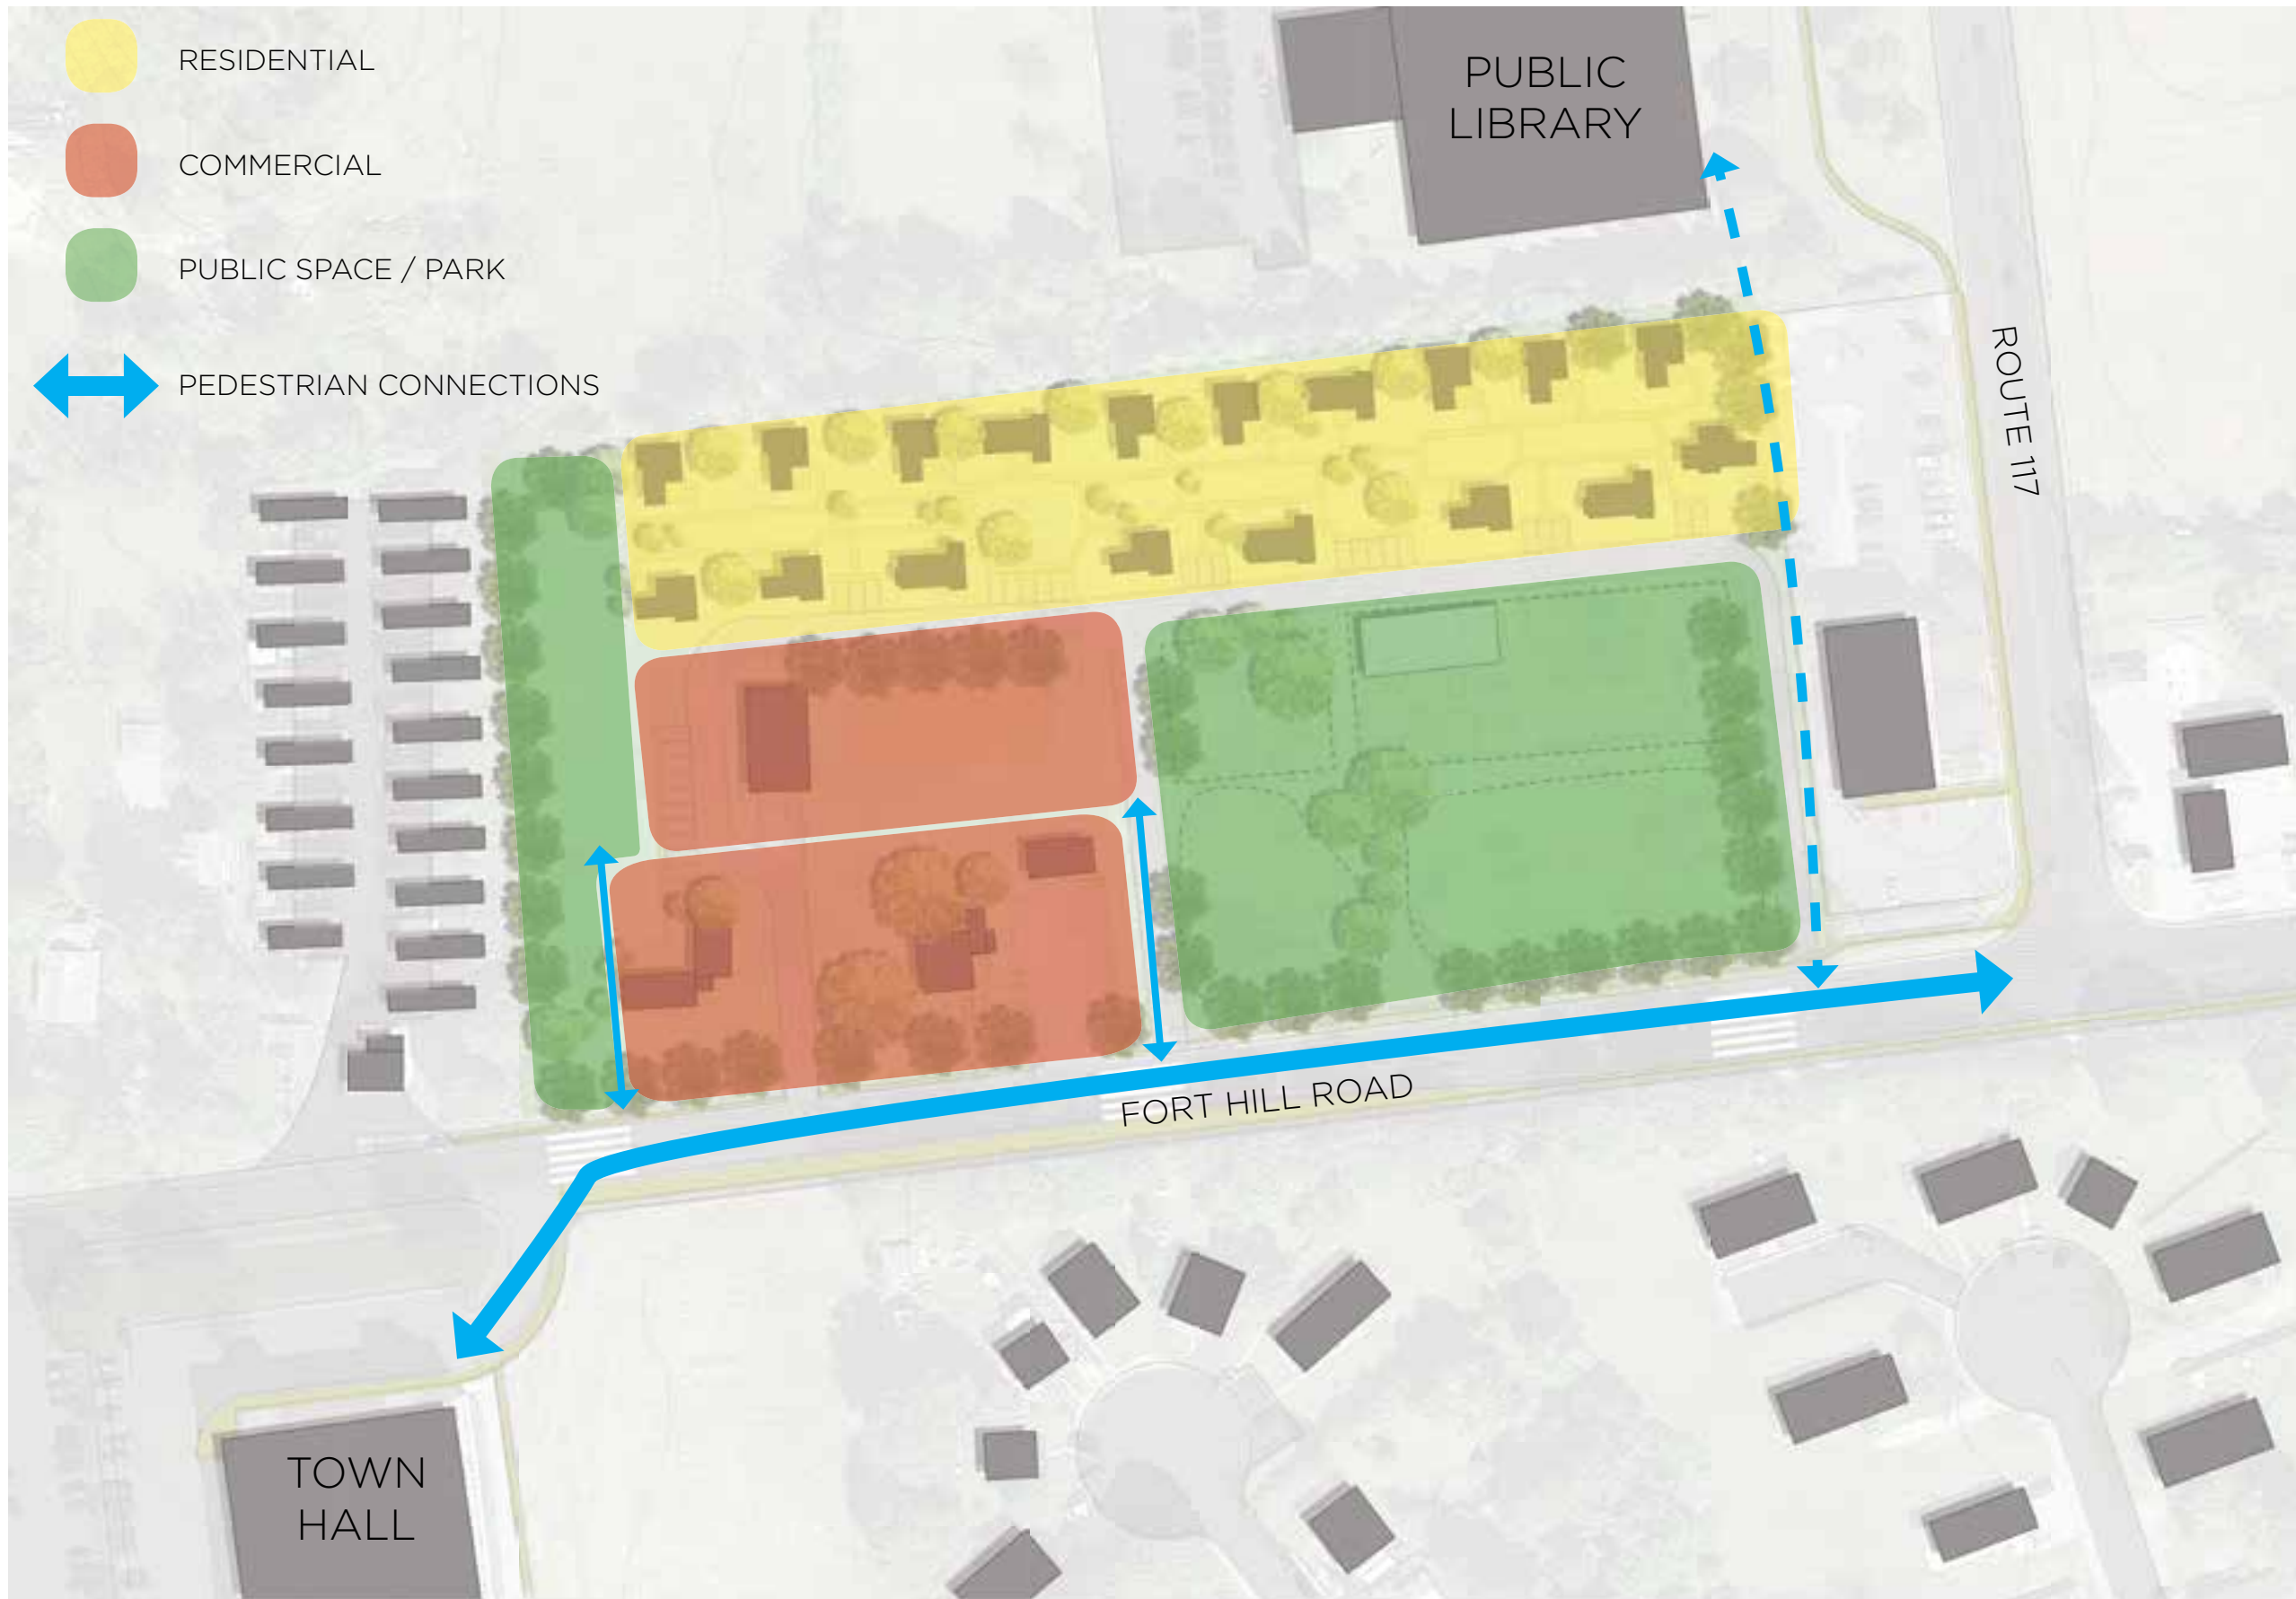 RESIDENTIAL
COMMERCIAL
PUBLIC SPACE / PARK
PEDESTRIAN CONNECTIONS
PUBLIC
LIBRARY
ROUTE 117
FORT HILL ROAD
TOWN
HALL